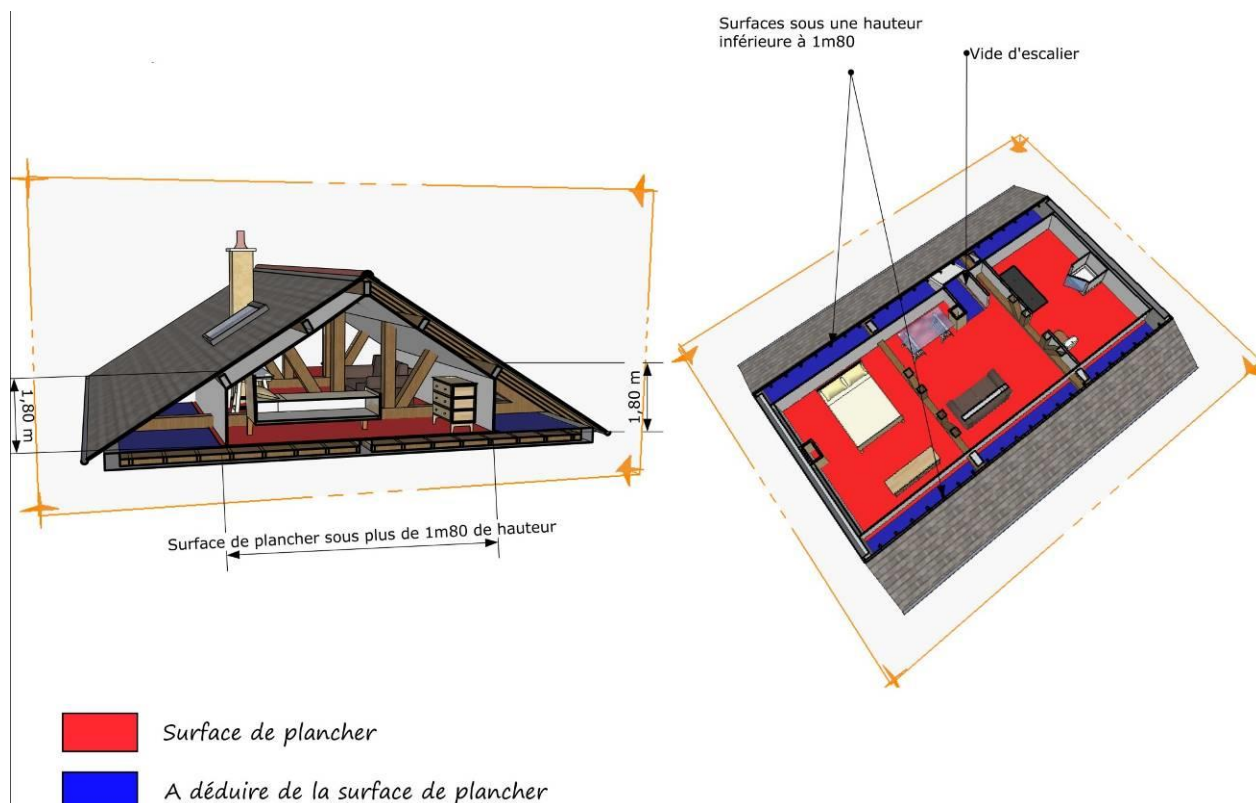 Surfaces sous une hauteur
inférieure à 1m80
Vide d'escalier
1,80 m
1,80 m
Surface de plancher sous plus de 1m80 de hauteur
Surface de plancher
A déduire de la surface de plancher